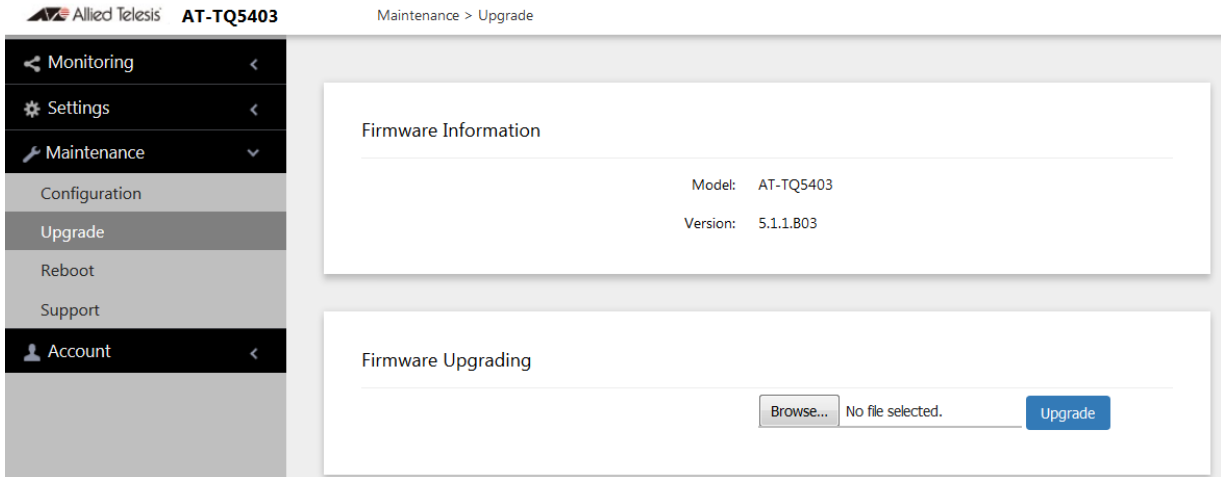 Allied Telesis AT-TQ5403 Maintenance > Upgrade
Monitoring
Settings
Maintenance
Configuration
Upgrade
Reboot
Support
Account
Firmware Information
Model: AT-TQ5403
Version: 5.1.1.B03
Firmware Upgrading
Browse... No file selected. Upgrade